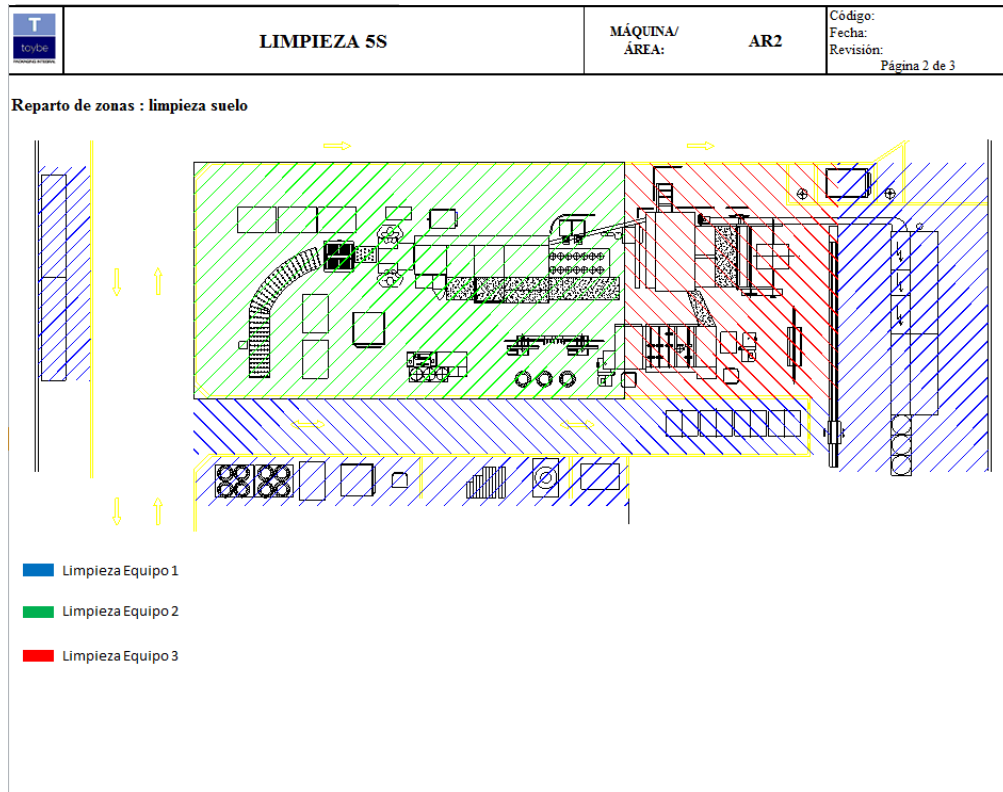 T
toybe
LIMPIEZA 5S
MÁQUINA/
ÁREA:
AR2
Código:
Fecha:
Revisión:
Página 2 de 3
Reparto de zonas : limpieza suelo
Limpieza Equipo 1
Limpieza Equipo 2
Limpieza Equipo 3